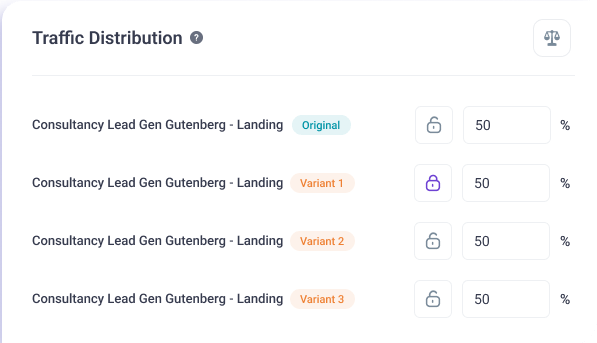 Traffic Distribution ?
Consultancy Lead Gen Gutenberg - Landing Original 50 %
Consultancy Lead Gen Gutenberg - Landing Variant 1 50 %
Consultancy Lead Gen Gutenberg - Landing Variant 2 50 %
Consultancy Lead Gen Gutenberg - Landing Variant 3 50 %